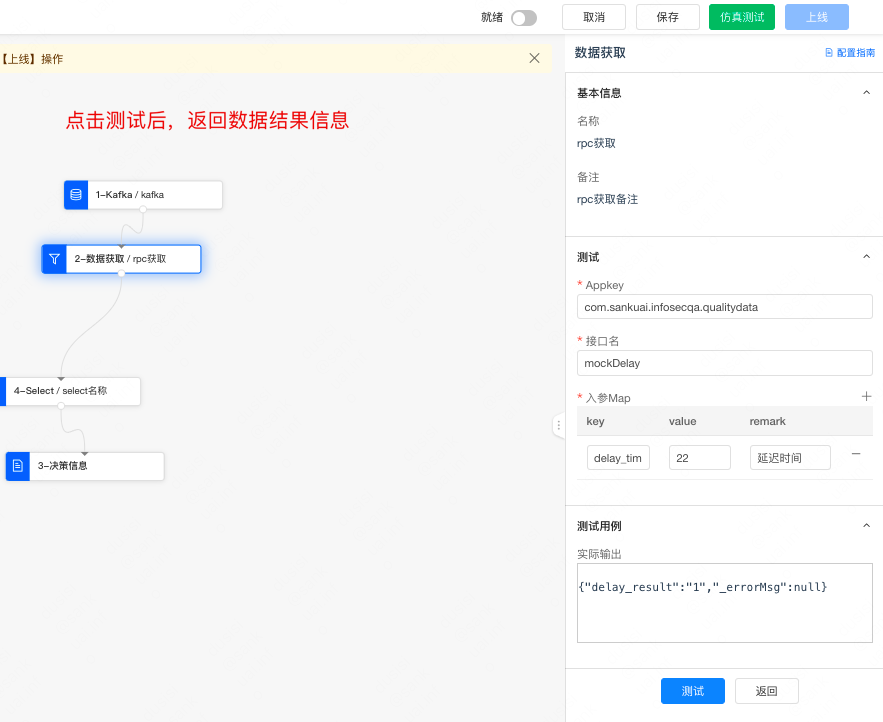 就绪
取消
保存
仿真测试
上线
【上线】操作
点击测试后，返回数据结果信息
1-Kafka / kafka
2-数据获取 / rpc获取
4-Select / select名称
3-决策信息
数据获取
配置指南
基本信息
名称
rpc获取
备注
rpc获取备注
测试
* Appkey
com.sankuai.infosecqa.qualitydata
* 接口名
mockDelay
* 入参Map
key value remark
delay_tim 22 延迟时间
测试用例
实际输出
{"delay_result":"1","_errorMsg":null}
测试
返回